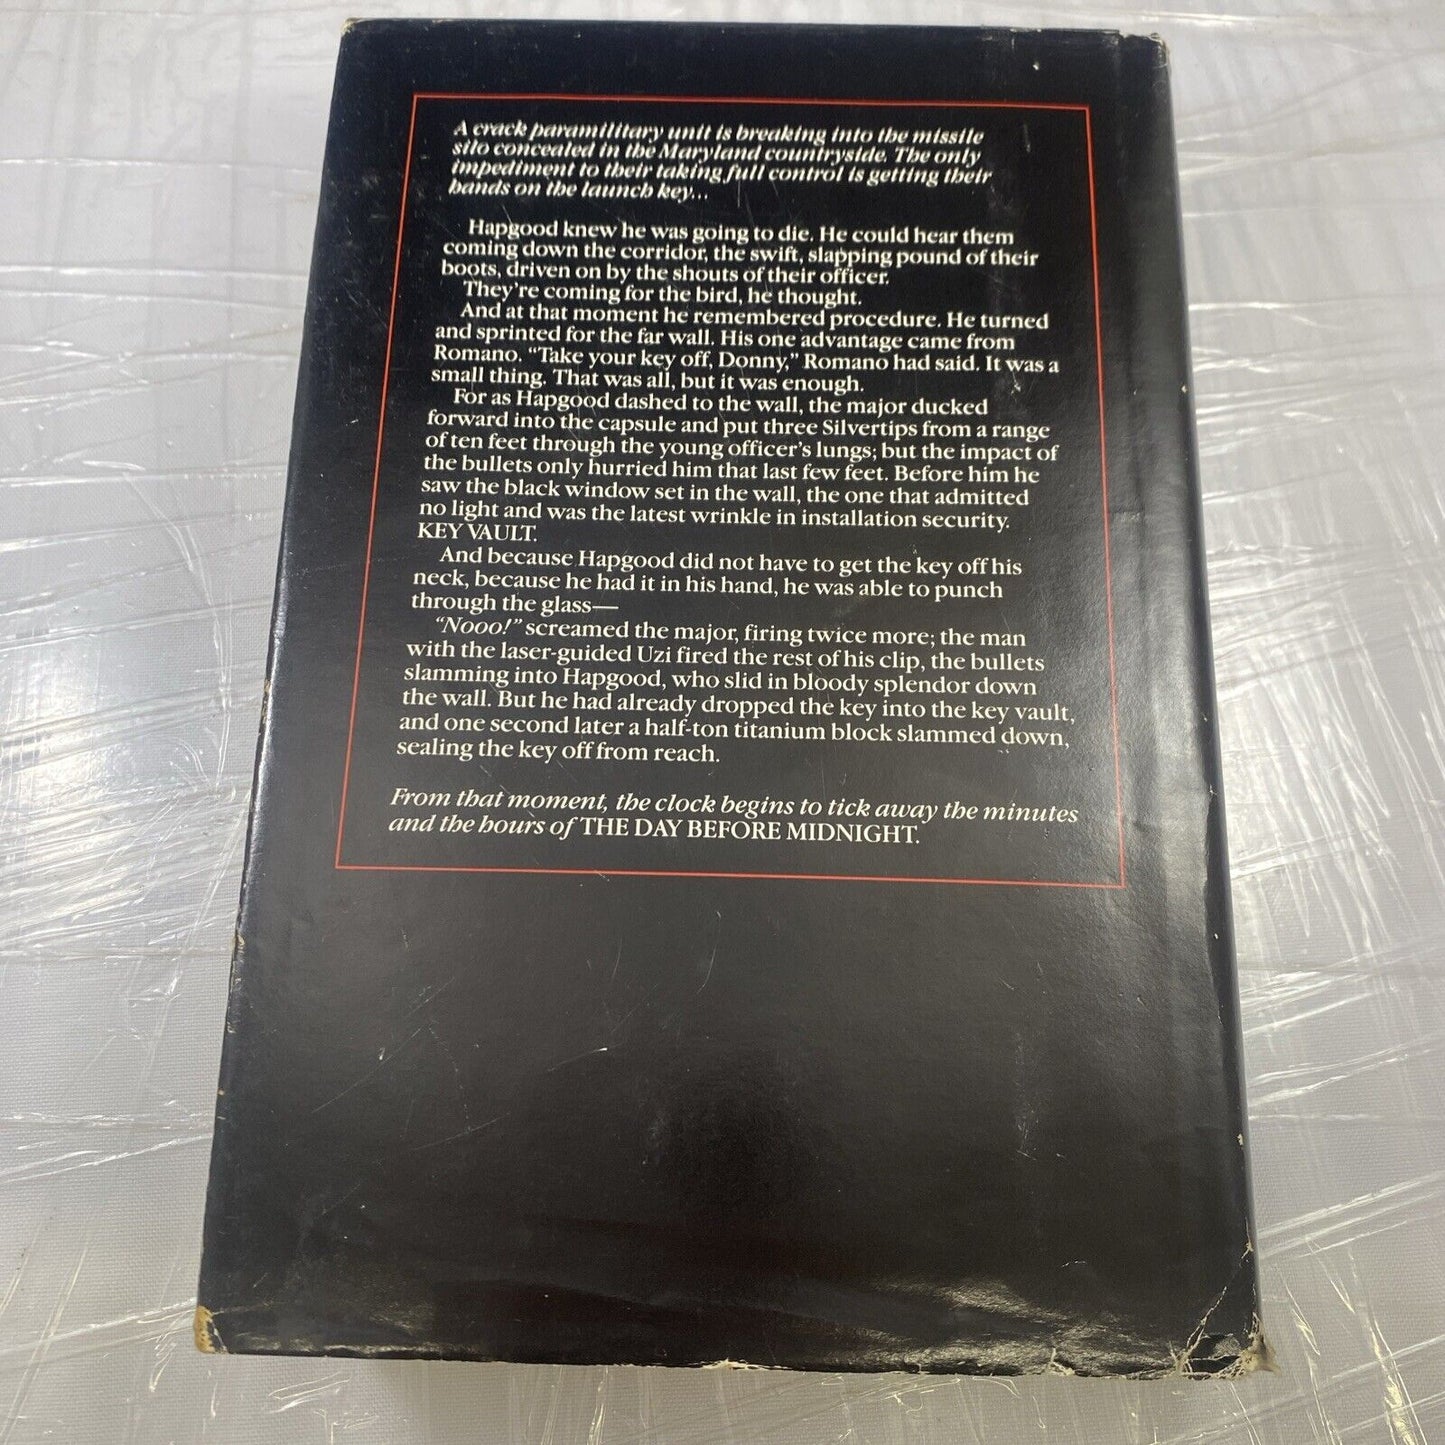 A crack paramilitary unit is breaking into the missile
silo concealed in the Maryland countryside. The only
impediment to their taking full control is getting their
hands on the launch key...
Hapgood knew he was going to die. He could hear them
coming down the corridor, the swift, slapping pound of their
boots, driven on by the shouts of their officer.
They're coming for the bird, he thought.
And at that moment he remembered procedure. He turned
and sprinted for the far wall. His one advantage came from
Romano. “Take your key off, Donny,” Romano had said. It was a
small thing. That was all, but it was enough.
For as Hapgood dashed to the wall, the major ducked
forward into the capsule and put three Silvertips from a range
of ten feet through the young officer's lungs; but the impact of
the bullets only hurried him that last few feet. Before him he
saw the black window set in the wall, the one that admitted
no light and was the latest wrinkle in installation security.
KEY VAULT.
And because Hapgood did not have to get the key off his
neck, because he had it in his hand, he was able to punch
through the glass—
“Nooo!” screamed the major, firing twice more; the man
with the laser-guided Uzi fired the rest of his clip, the bullets
slamming into Hapgood, who slid in bloody splendor down
the wall. But he had already dropped the key into the key vault,
and one second later a half-ton titanium block slammed down,
sealing the key off from reach.
From that moment, the clock begins to tick away the minutes
and the hours of THE DAY BEFORE MIDNIGHT.